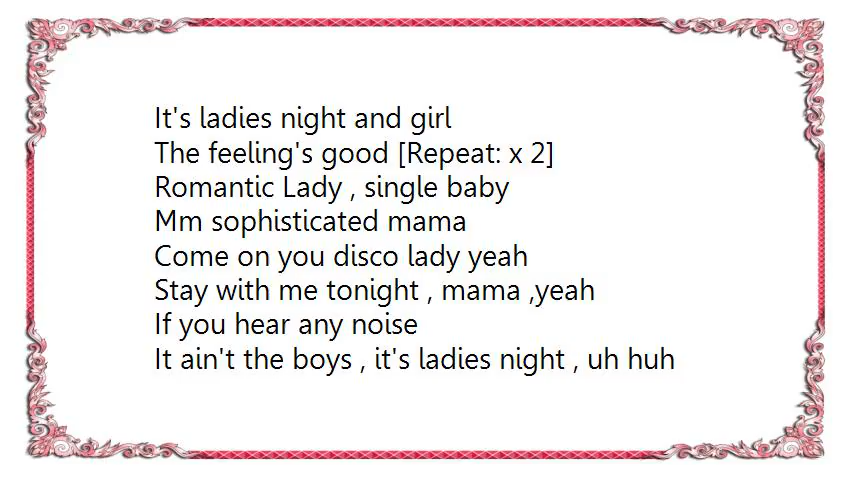 It's ladies night and girl
The feeling's good [Repeat: x 2]
Romantic Lady , single baby
Mm sophisticated mama
Come on you disco lady yeah
Stay with me tonight , mama ,yeah
If you hear any noise
It ain't the boys , it's ladies night , uh huh